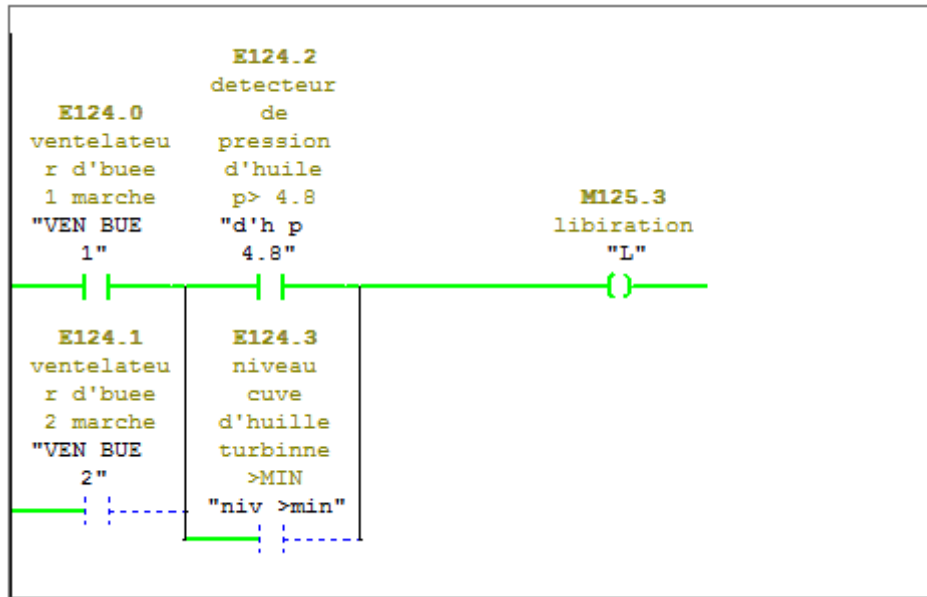 E124.2
detecteur
de
pression
d'huile
p> 4.8
"d'h p
4.8"
E124.0
ventelateu
r d'buee
1 marche
"VEN BUE
1"
M125.3
libiration
"L"
E124.1
ventelateu
r d'buee
2 marche
"VEN BUE
2"
E124.3
niveau
cuve
d'huille
turbinne
>MIN
"niv >min"